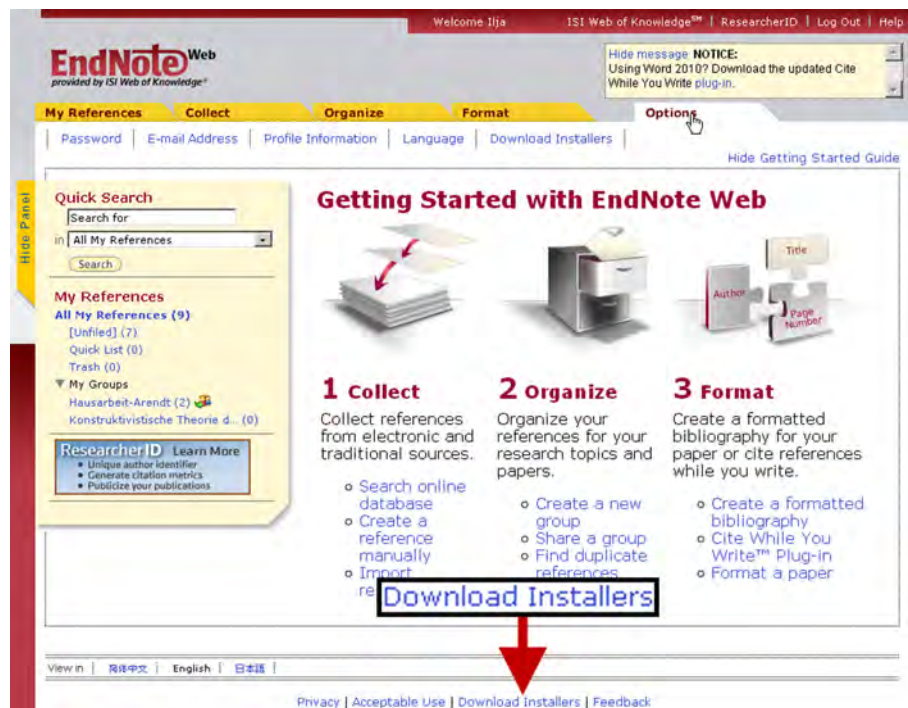 Welcome Ilja ISI Web of Knowledge℠ | ResearcherID | Log Out | Help
EndNote Web
provided by ISI Web of Knowledge®
Hide message NOTICE:
Using Word 2010? Download the updated Cite
While You Write plug-in.
My References Collect Organize Format Options
Password | E-mail Address | Profile Information | Language | Download Installers |
Hide Getting Started Guide
Hide Panel
Quick Search
Search for
in All My References
Search
My References
All My References (9)
[Unfiled] (7)
Quick List (0)
Trash (0)
▼ My Groups
Hausarbeit-Arendt (2)
Konstruktivistische Theorie d... (0)
ResearcherID Learn More
• Unique author identifier
• Generate citation metrics
• Publicize your publications
Getting Started with EndNote Web
Title
Author
Page
Number
1 Collect
Collect references
from electronic and
traditional sources.
Search online
database
Create a
reference
manually
Import
re
2 Organize
Organize your
references for your
research topics and
papers.
Create a new
group
Share a group
Find duplicate
references
3 Format
Create a formatted
bibliography for your
paper or cite references
while you write.
Create a formatted
bibliography
Cite While You
Write™ Plug-in
Format a paper
Download Installers
View in | 简体中文 | English | 日本語 |
Privacy | Acceptable Use | Download Installers | Feedback